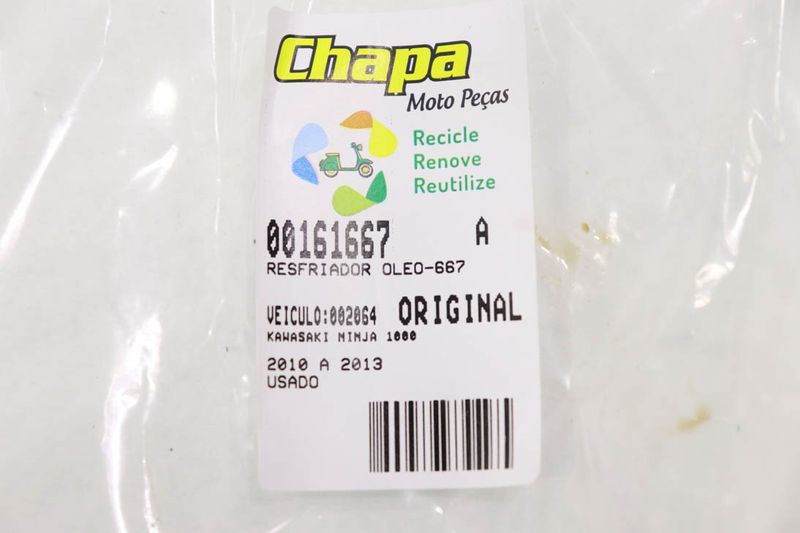 Chapa
Moto Peças
Recicle
Renove
Reutilize
00161667 A
RESFRIADOR OLEO-667
VEICULO:002064 ORIGINAL
KAWASAKI NINJA 1000
2010 A 2013
USADO